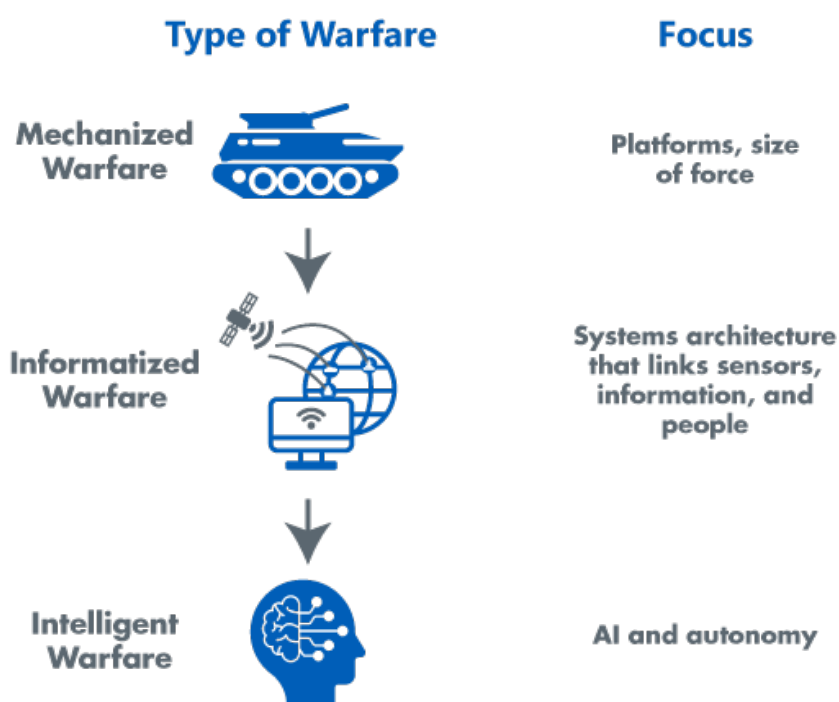 Type of Warfare
Focus
Mechanized
Warfare
Platforms, size
of force
Informatized
Warfare
Systems architecture
that links sensors,
information, and
people
Intelligent
Warfare
AI and autonomy